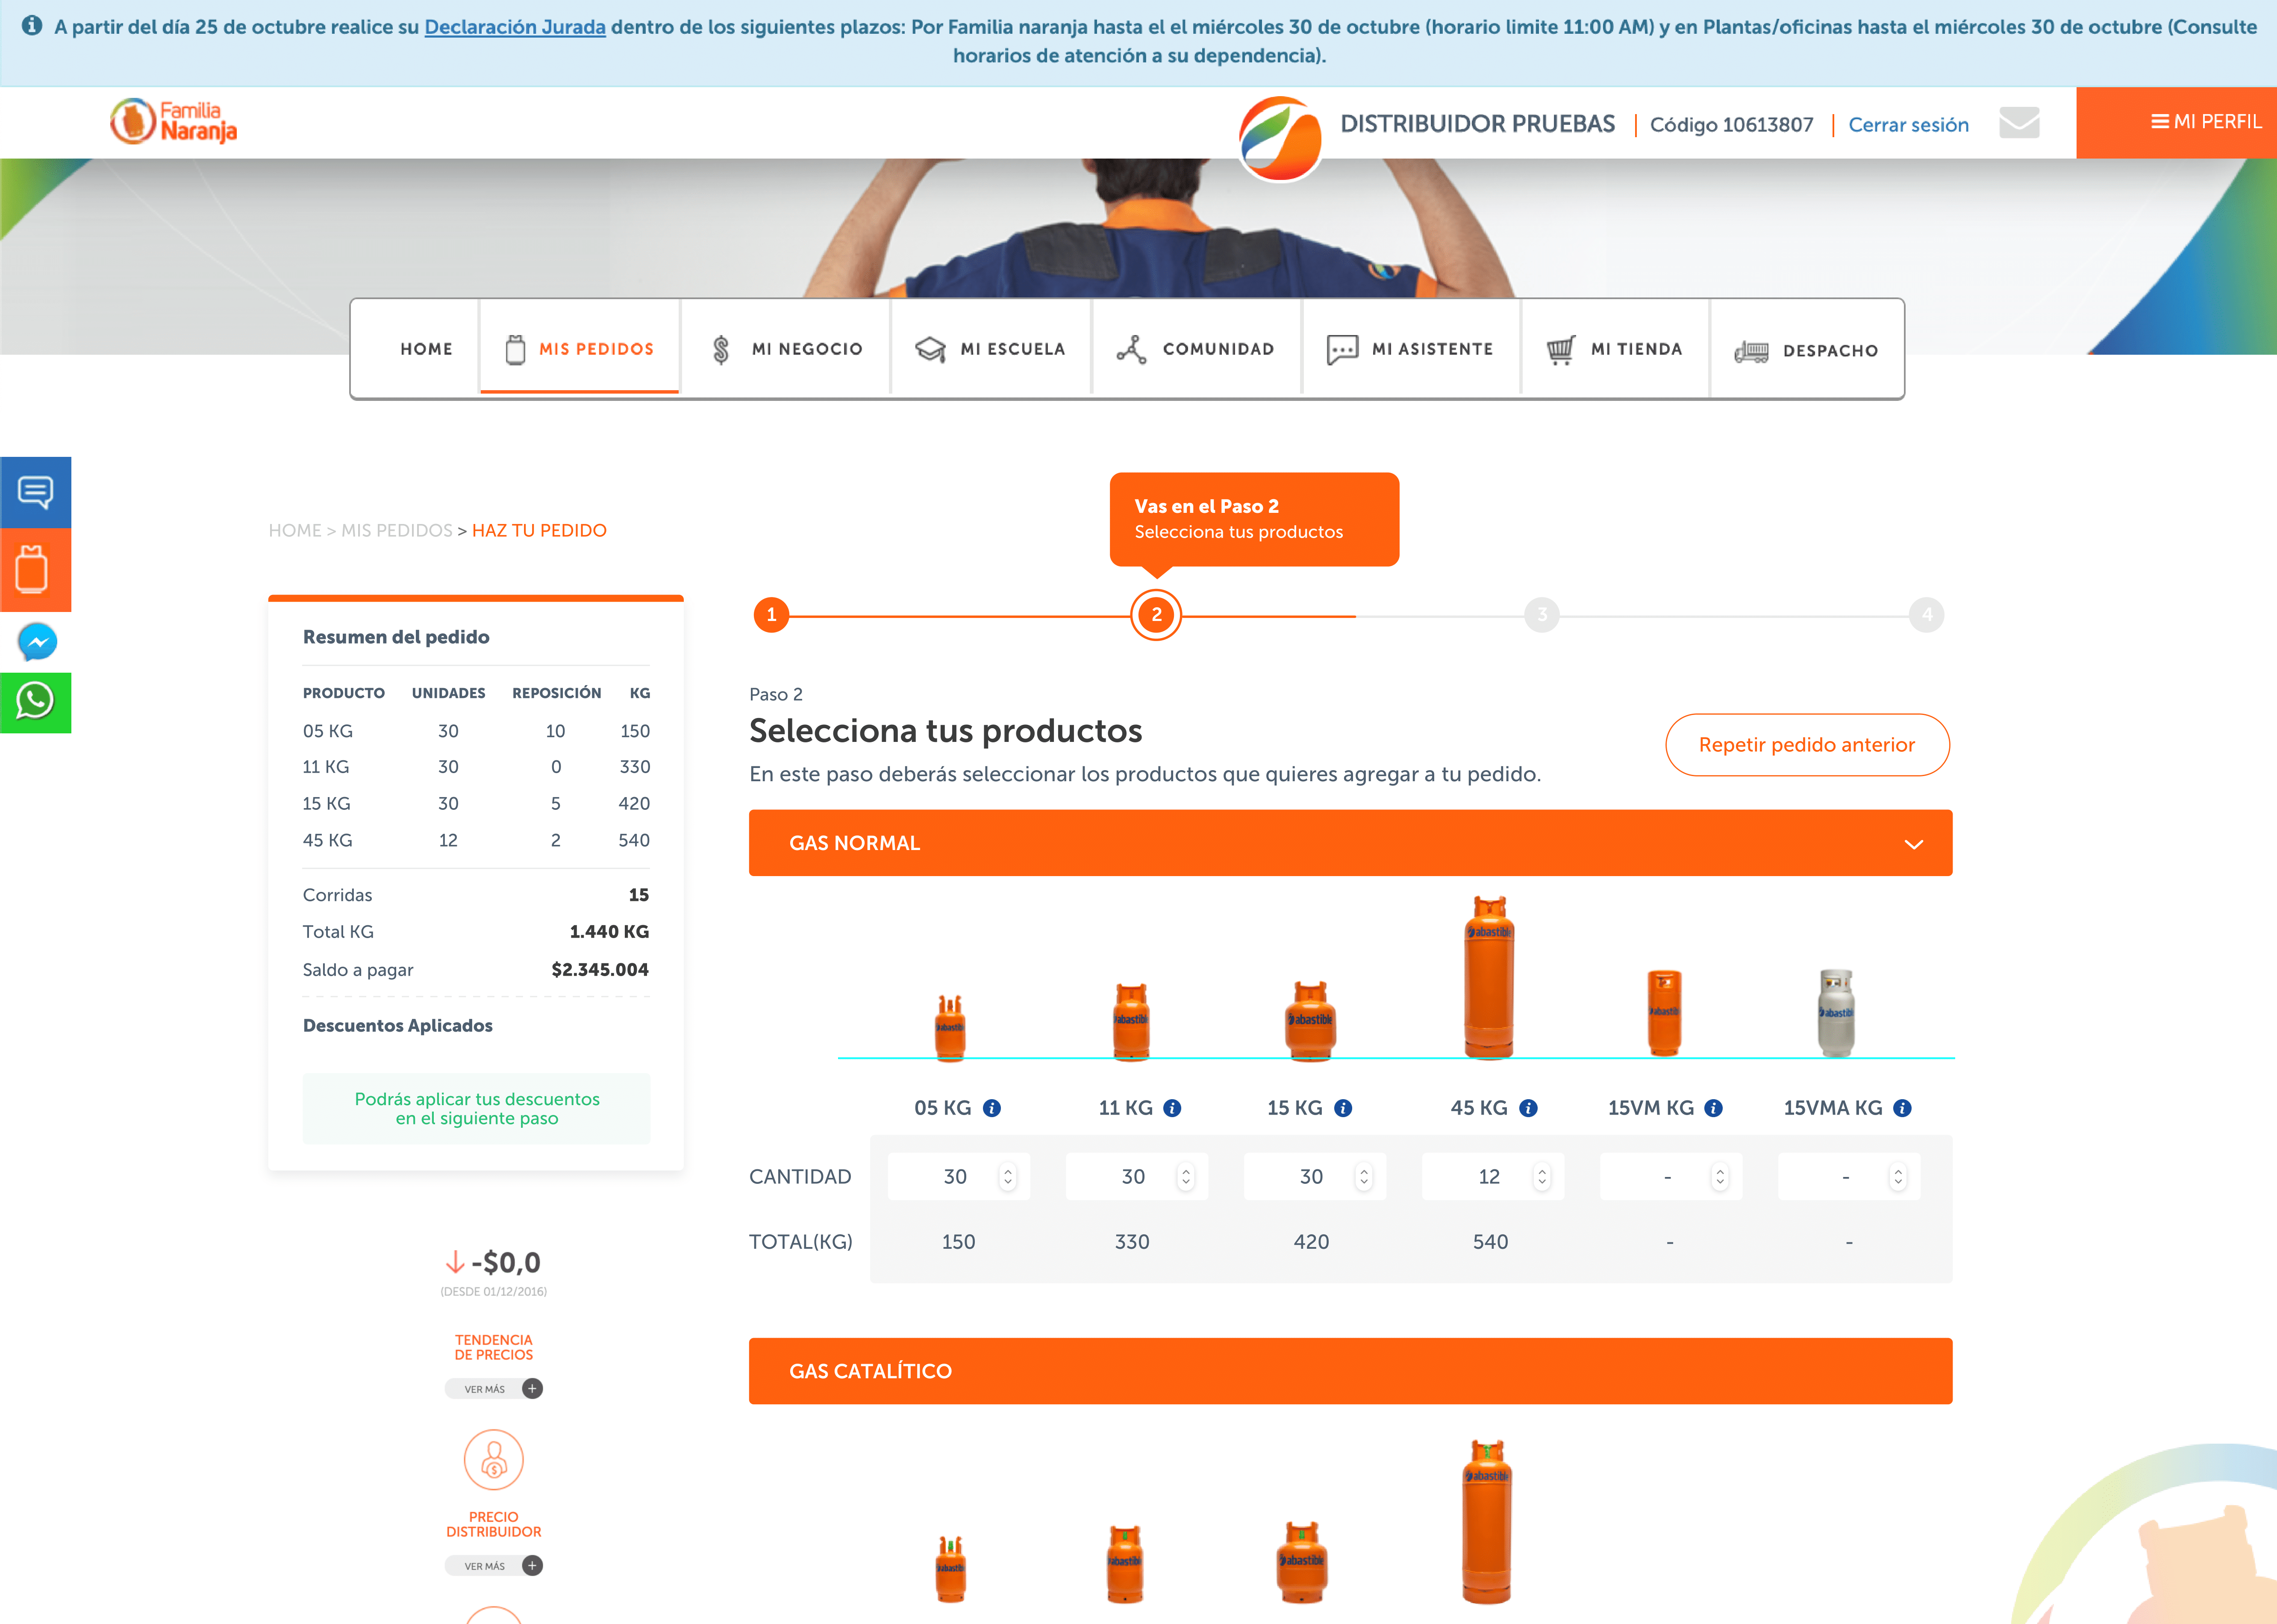 A partir del día 25 de octubre realice su Declaración Jurada dentro de los siguientes plazos: Por Familia naranja hasta el el miércoles 30 de octubre (horario limite 11:00 AM) y en Plantas/oficinas hasta el miércoles 30 de octubre (Consulte
horarios de atención a su dependencia).
Familia
Naranja
DISTRIBUIDOR PRUEBAS | Código 10613807 | Cerrar sesión
MI PERFIL
HOME
MIS PEDIDOS
MI NEGOCIO
MI ESCUELA
COMUNIDAD
MI ASISTENTE
MI TIENDA
DESPACHO
HOME > MIS PEDIDOS > HAZ TU PEDIDO
Vas en el Paso 2
Selecciona tus productos
1 2 3 4
Resumen del pedido
PRODUCTO UNIDADES REPOSICIÓN KG
05 KG 30 10 150
11 KG 30 0 330
15 KG 30 5 420
45 KG 12 2 540
Corridas 15
Total KG 1.440 KG
Saldo a pagar $2.345.004
Descuentos Aplicados
Podrás aplicar tus descuentos
en el siguiente paso
-$0,0
(DESDE 01/12/2016)
TENDENCIA
DE PRECIOS
VER MÁS +
PRECIO
DISTRIBUIDOR
VER MÁS +
Paso 2
Selecciona tus productos
En este paso deberás seleccionar los productos que quieres agregar a tu pedido.
Repetir pedido anterior
GAS NORMAL
abastible
abastible
abastible
abastible
abastible
abastible
05 KG 11 KG 15 KG 45 KG 15VM KG 15VMA KG
CANTIDAD 30 30 30 12 - -
TOTAL(KG) 150 330 420 540 - -
GAS CATALÍTICO
abastible
abastible
abastible
abastible